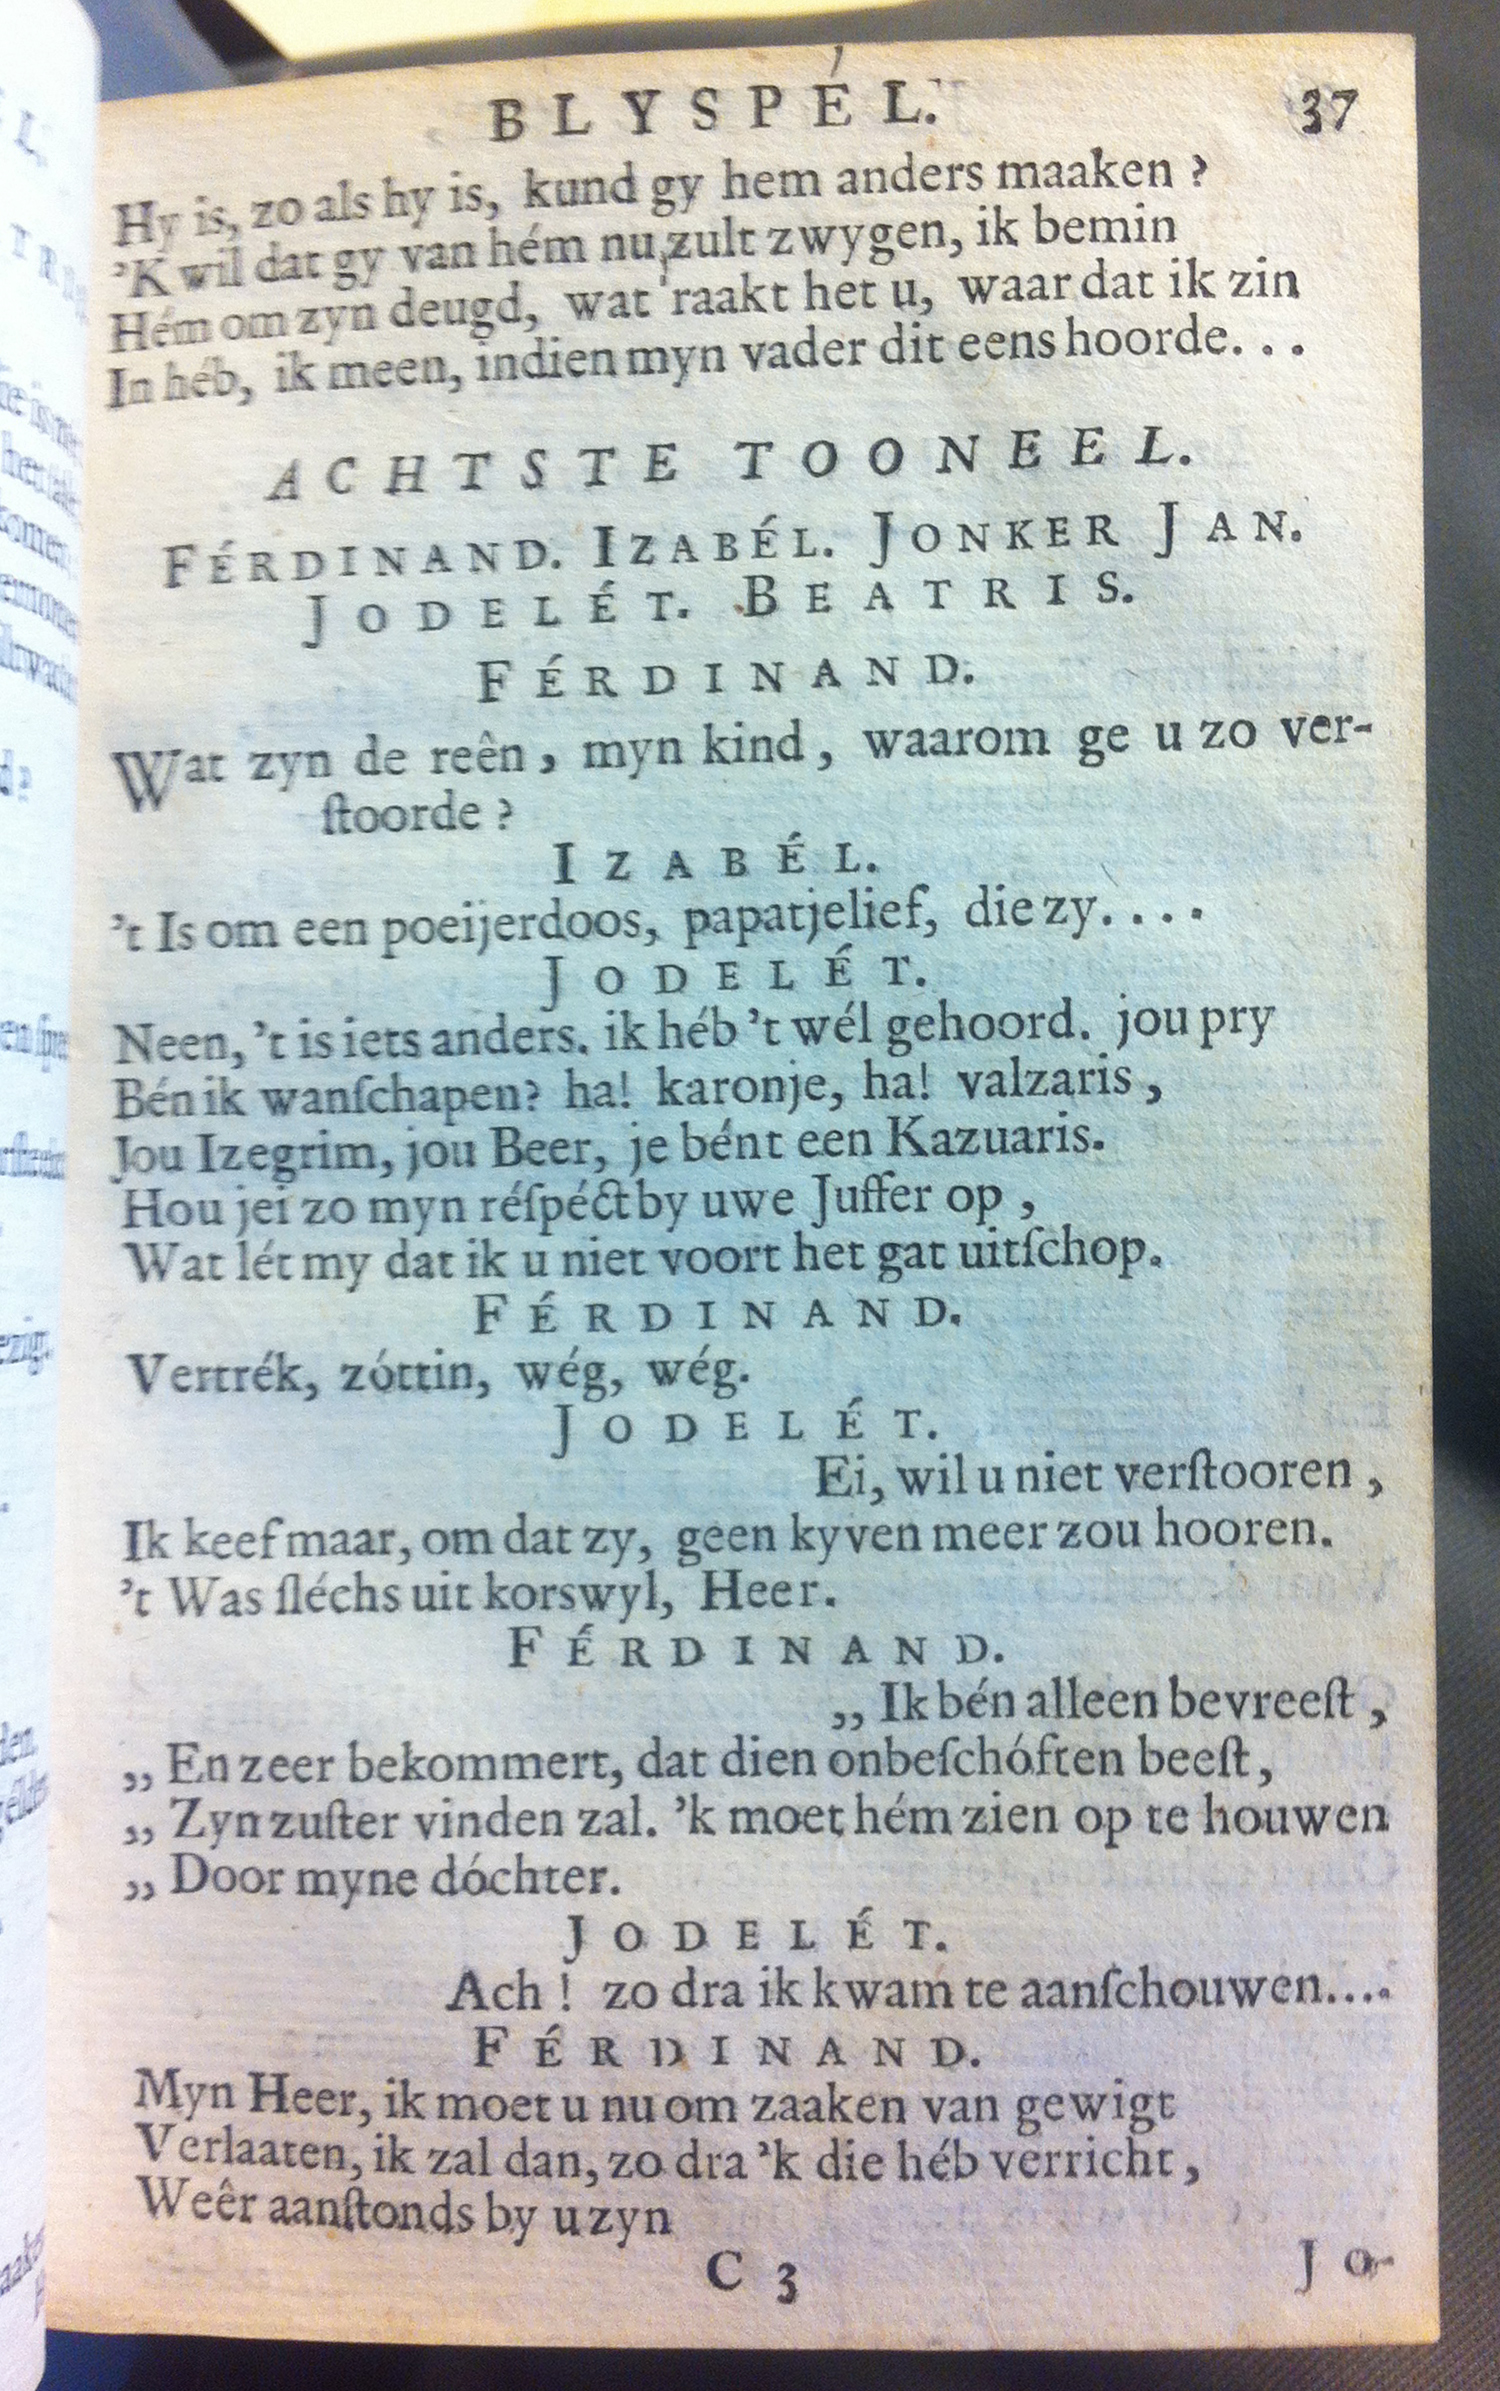 BLYSPÉL. 37
Hy is, zo als hy is, kund gy hem anders maaken?
'K wil dat gy van hém nu zult zwygen, ik bemin
Hém om zyn deugd, wat raakt het u, waar dat ik zin
In héb, ik meen, indien myn vader dit eens hoorde...
ACHTSTE TOONEEL.
FÉRDINAND. IZABÉL. JONKER JAN.
JODELÉT. BEATRIS.
FÉRDINAND.
Wat zyn de reên, myn kind, waarom ge u zo ver-
ſtoorde?
IZABÉL.
't Is om een poeijerdoos, papatjelief, die zy....
JODELÉT.
Neen, 't is iets anders. ik héb 't wél gehoord. jou pry
Bén ik wanſchapen? ha! karonje, ha! valzaris,
Jou Izegrim, jou Beer, je bént een Kazuaris.
Hou jei zo myn réſpéct by uwe Juffer op,
Wat lét my dat ik u niet voort het gat uitſchop.
FÉRDINAND.
Vertrék, zóttin, wég, wég.
JODELÉT.
Ei, wil u niet verſtooren,
Ik keef maar, om dat zy, geen kyven meer zou hooren.
't Was ſléchs uit korswyl, Heer.
FÉRDINAND.
„ Ik bén alleen bevreeſt,
„ En zeer bekommert, dat dien onbeſchóften beeſt,
„ Zyn zuſter vinden zal. 'k moet hém zien op te houwen
„ Door myne dóchter.
JODELÉT.
Ach! zo dra ik kwam te aanſchouwen....
FÉRDINAND.
Myn Heer, ik moet u nu om zaaken van gewigt
Verlaaten, ik zal dan, zo dra 'k die héb verricht,
Weêr aanſtonds by u zyn
C 3 Jo-